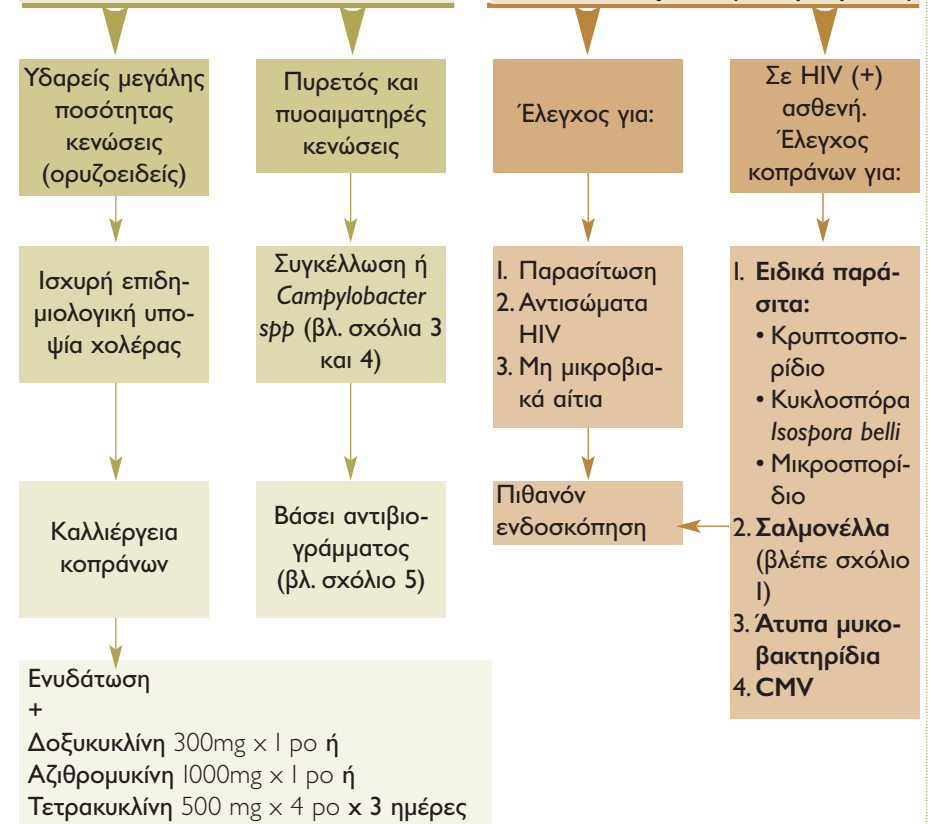 Υδαρείς μεγάλης
ποσότητας
κενώσεις
(ορυζοειδείς)
Πυρετός και
πυοαιματηρές
κενώσεις
Έλεγχος για:
Σε HIV (+)
ασθενή.
Έλεγχος
κοπράνων για:
Ισχυρή επιδη-
μιολογική υπο-
ψία χολέρας
Συγκέλλωση ή
Campylobacter
spp (βλ. σχόλια 3
και 4)
1. Παρασίτωση
2. Αντισώματα
HIV
3. Μη μικροβια-
κά αίτια
1. Ειδικά παρά-
σιτα:
• Κρυπτοσπο-
ρίδιο
• Κυκλοσπόρα
Isospora belli
• Μικροσπορί-
διο
2. Σαλμονέλλα
(βλέπε σχόλιο
1)
3. Άτυπα μυκο-
βακτηρίδια
4. CMV
Καλλιέργεια
κοπράνων
Βάσει αντιβιο-
γράμματος
(βλ. σχόλιο 5)
Πιθανόν
ενδοσκόπηση
Ενυδάτωση
+
Δοξυκυκλίνη 300mg x 1 po ή
Αζιθρομυκίνη 1000mg x 1 po ή
Τετρακυκλίνη 500 mg x 4 po x 3 ημέρες